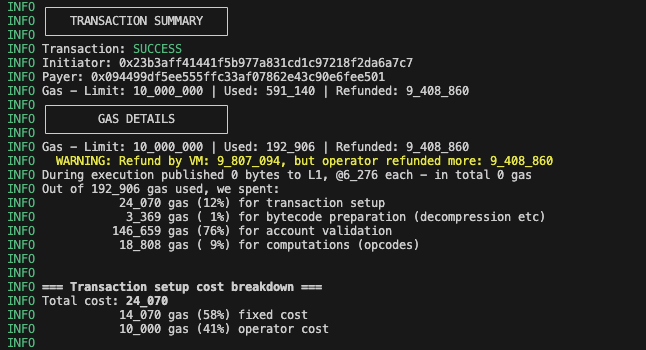 INFO
INFO TRANSACTION SUMMARY
INFO
INFO Transaction: SUCCESS
INFO Initiator: 0x23b3aff41441f5b977a831cd1c97218f2da6a7c7
INFO Payer: 0x094499df5ee555ffc33af07862e43c90e6fee501
INFO Gas - Limit: 10_000_000 | Used: 591_140 | Refunded: 9_408_860
INFO
INFO GAS DETAILS
INFO
INFO Gas - Limit: 10_000_000 | Used: 192_906 | Refunded: 9_408_860
INFO WARNING: Refund by VM: 9_807_094, but operator refunded more: 9_408_860
INFO During execution published 0 bytes to L1, @6_276 each - in total 0 gas
INFO Out of 192_906 gas used, we spent:
INFO 24_070 gas (12%) for transaction setup
INFO 3_369 gas ( 1%) for bytecode preparation (decompression etc)
INFO 146_659 gas (76%) for account validation
INFO 18_808 gas ( 9%) for computations (opcodes)
INFO
INFO
INFO === Transaction setup cost breakdown ===
INFO Total cost: 24_070
INFO 14_070 gas (58%) fixed cost
INFO 10_000 gas (41%) operator cost
INFO